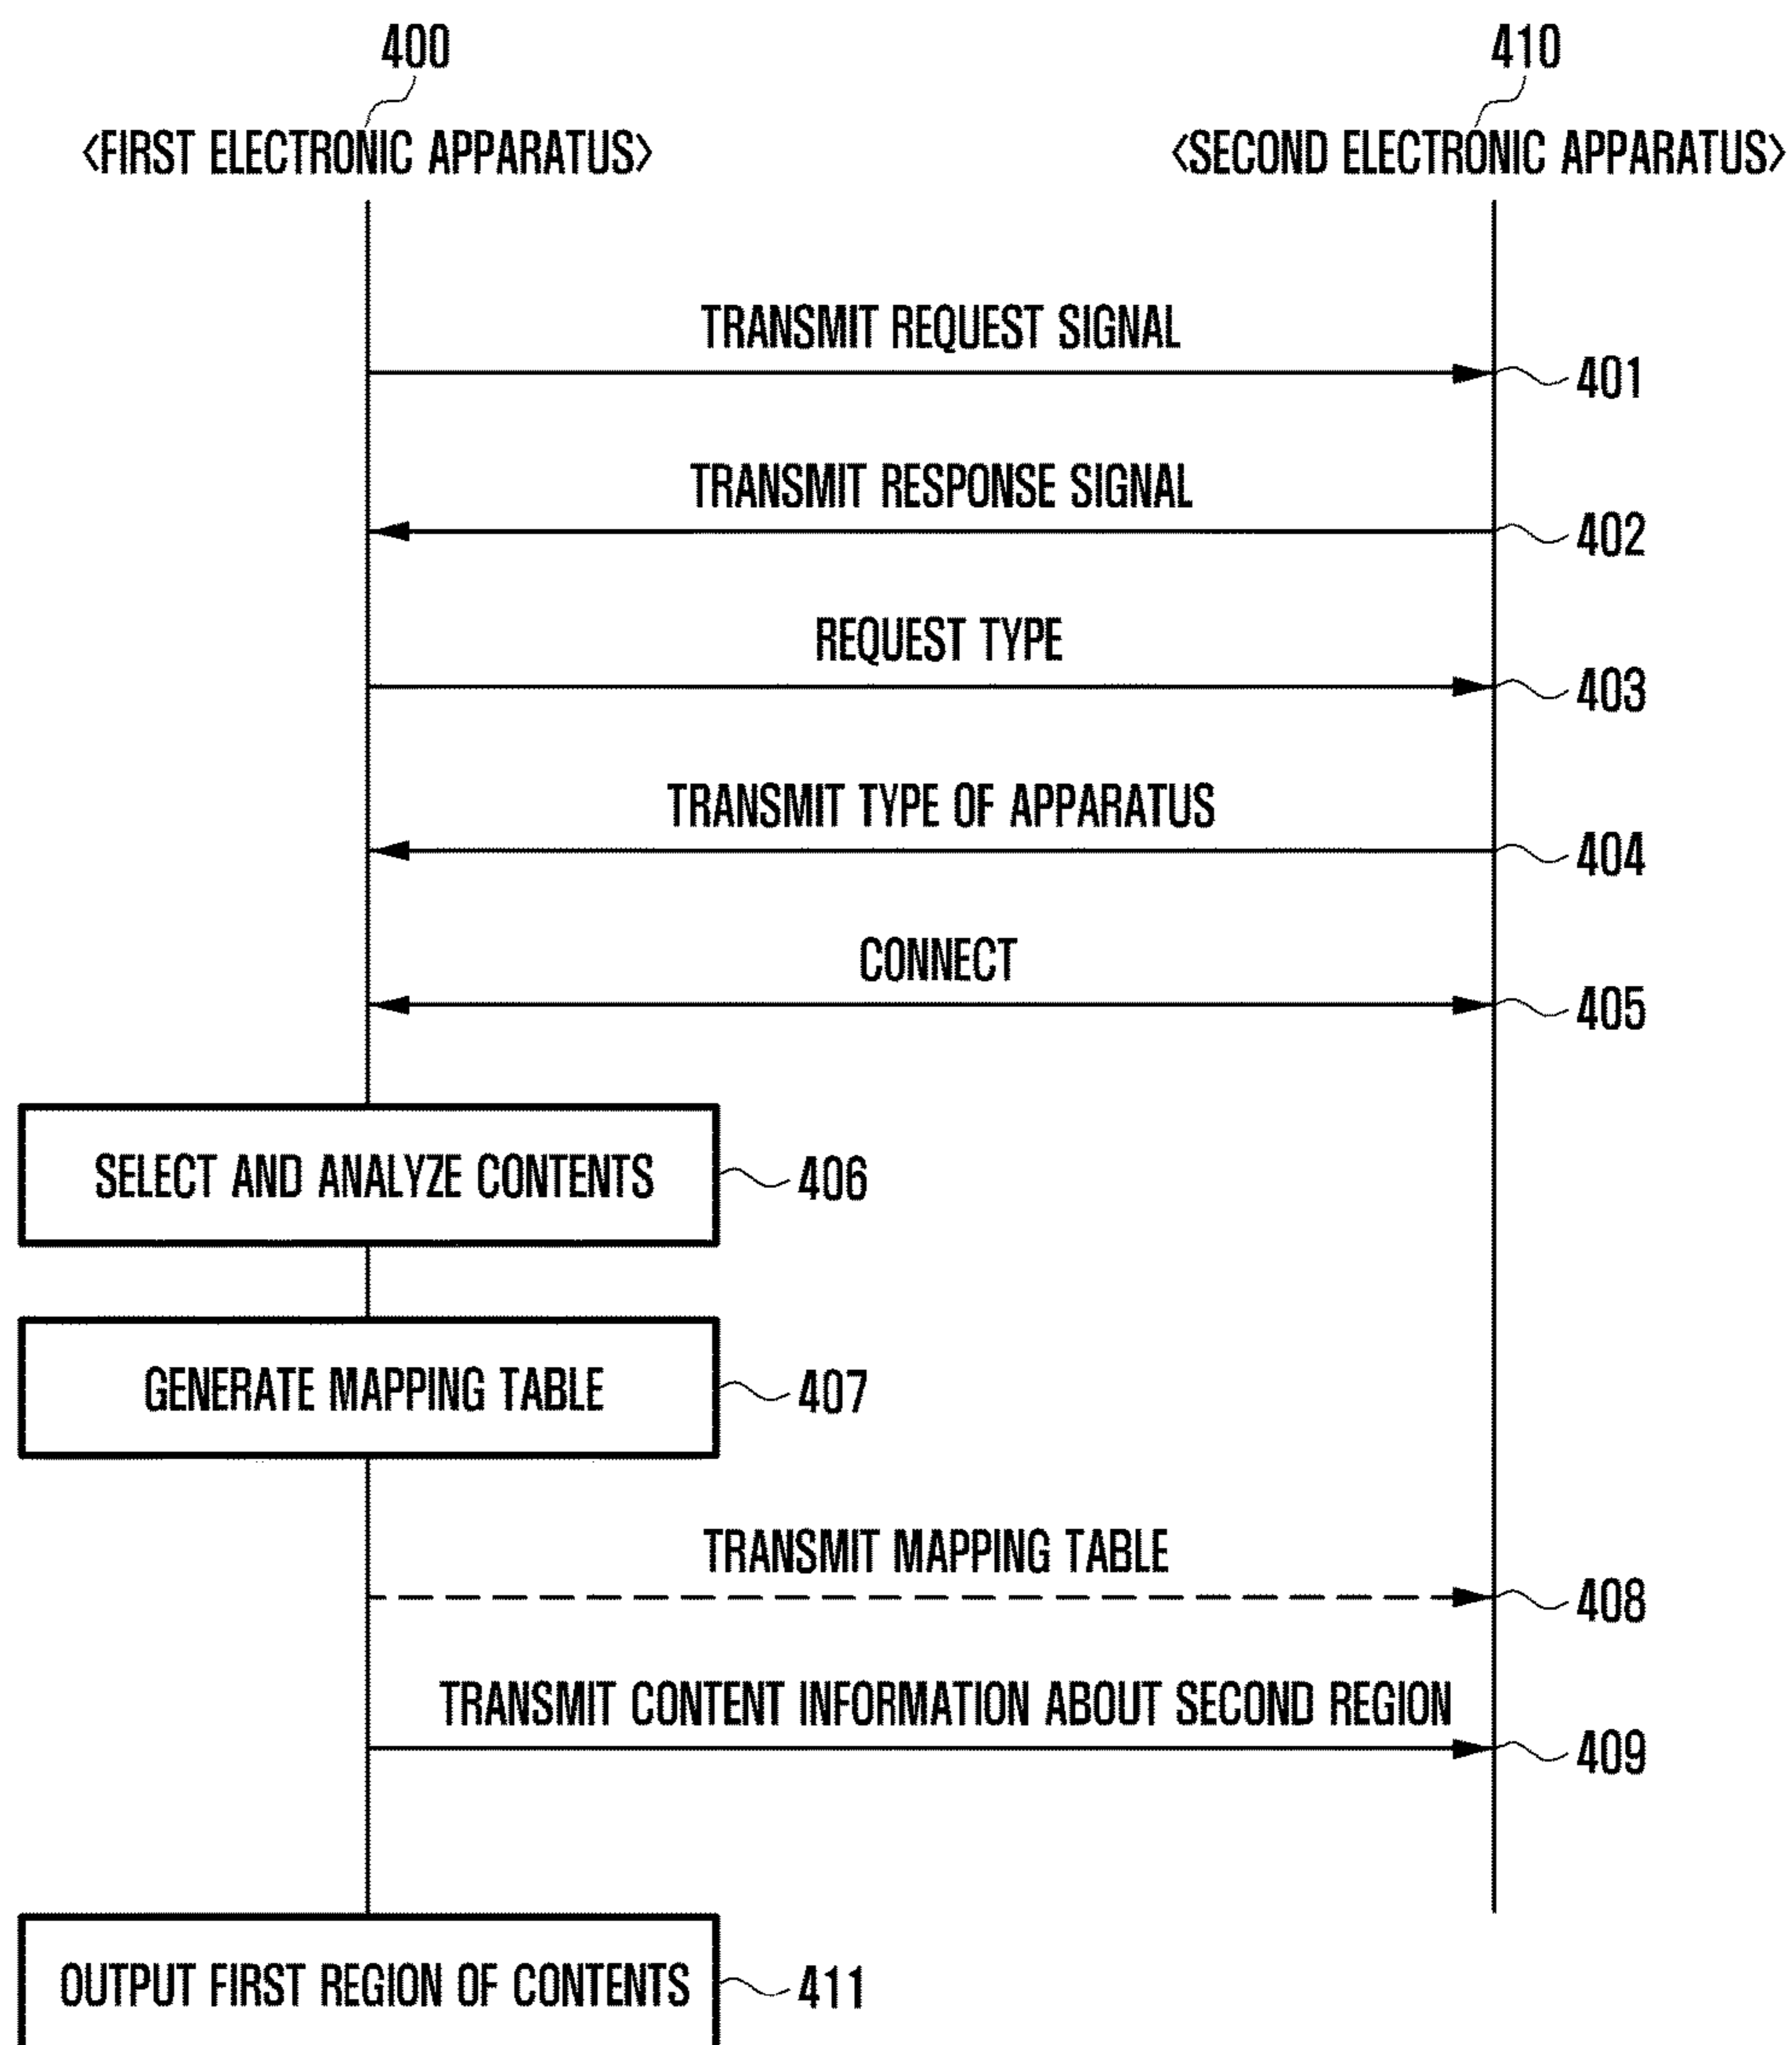 400
410
<FIRST ELECTRONIC APPARATUS>
<SECOND ELECTRONIC APPARATUS>
TRANSMIT REQUEST SIGNAL
401
TRANSMIT RESPONSE SIGNAL
402
REQUEST TYPE
403
TRANSMIT TYPE OF APPARATUS
404
CONNECT
405
SELECT AND ANALYZE CONTENTS
406
GENERATE MAPPING TABLE
407
TRANSMIT MAPPING TABLE
408
TRANSMIT CONTENT INFORMATION ABOUT SECOND REGION
409
OUTPUT FIRST REGION OF CONTENTS
411